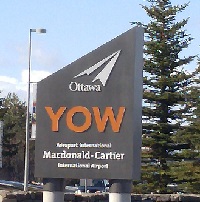 Ottawa
YOW
Aéroport International
Macdonald-Cartier
International Airport